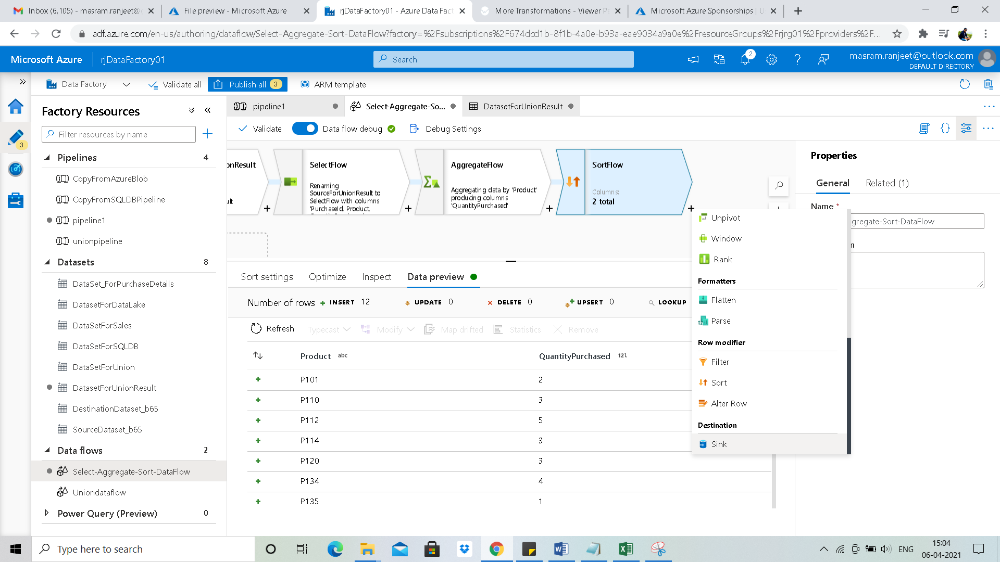 Inbox (6,105) - masram.ranjeet@
File preview - Microsoft Azure
rjDataFactory01 - Azure Data Fact
More Transformations - Viewer P
Microsoft Azure Sponsorships | U
adf.azure.com/en-us/authoring/dataflow/Select-Aggregate-Sort-DataFlow?factory=%2Fsubscriptions%2F674dcd1b-8f1b-4a0e-b93a-eae9034a9a0e%2FresourceGroups%2Frjrg01%2Fproviders%2F...
Microsoft Azure
rjDataFactory01
Search
2
masram.ranjeet@outlook.com
DEFAULT DIRECTORY
Data Factory
Validate all
Publish all 3
ARM template
3
Factory Resources
Filter resources by name
Pipelines 4
CopyFromAzureBlob
CopyFromSQLDBPipeline
pipeline1
unionpipeline
Datasets 8
DataSet_ForPurchaseDetails
DatasetForDataLake
DataSetForSales
DataSetForSQLDB
DataSetForUnion
DatasetForUnionResult
DestinationDataset_b65
SourceDataset_b65
Data flows 2
Select-Aggregate-Sort-DataFlow
Uniondataflow
Power Query (Preview) 0
pipeline1
Select-Aggregate-So...
DatasetForUnionResult
Validate
Data flow debug
Debug Settings
onResult
ult
SelectFlow
Renaming
SourceForUnionResult to
SelectFlow with columns
'PurchaseId, Product,
AggregateFlow
Aggregating data by 'Product'
producing columns
'QuantityPurchased'
SortFlow
Columns:
2 total
Sort settings
Optimize
Inspect
Data preview
Number of rows + INSERT 12
UPDATE 0
DELETE 0
UPSERT 0
LOOKUP
Refresh
Typecast
Modify
Map drifted
Statistics
Remove
Product abc
QuantityPurchased 12l
P101 2
P110 3
P112 5
P114 3
P120 3
P134 4
P135 1
Unpivot
Window
Rank
Formatters
Flatten
Parse
Row modifier
Filter
Sort
Alter Row
Destination
Sink
Properties
General
Related (1)
Name *
gregate-Sort-DataFlow
n
Type here to search
ENG
15:04
06-04-2021